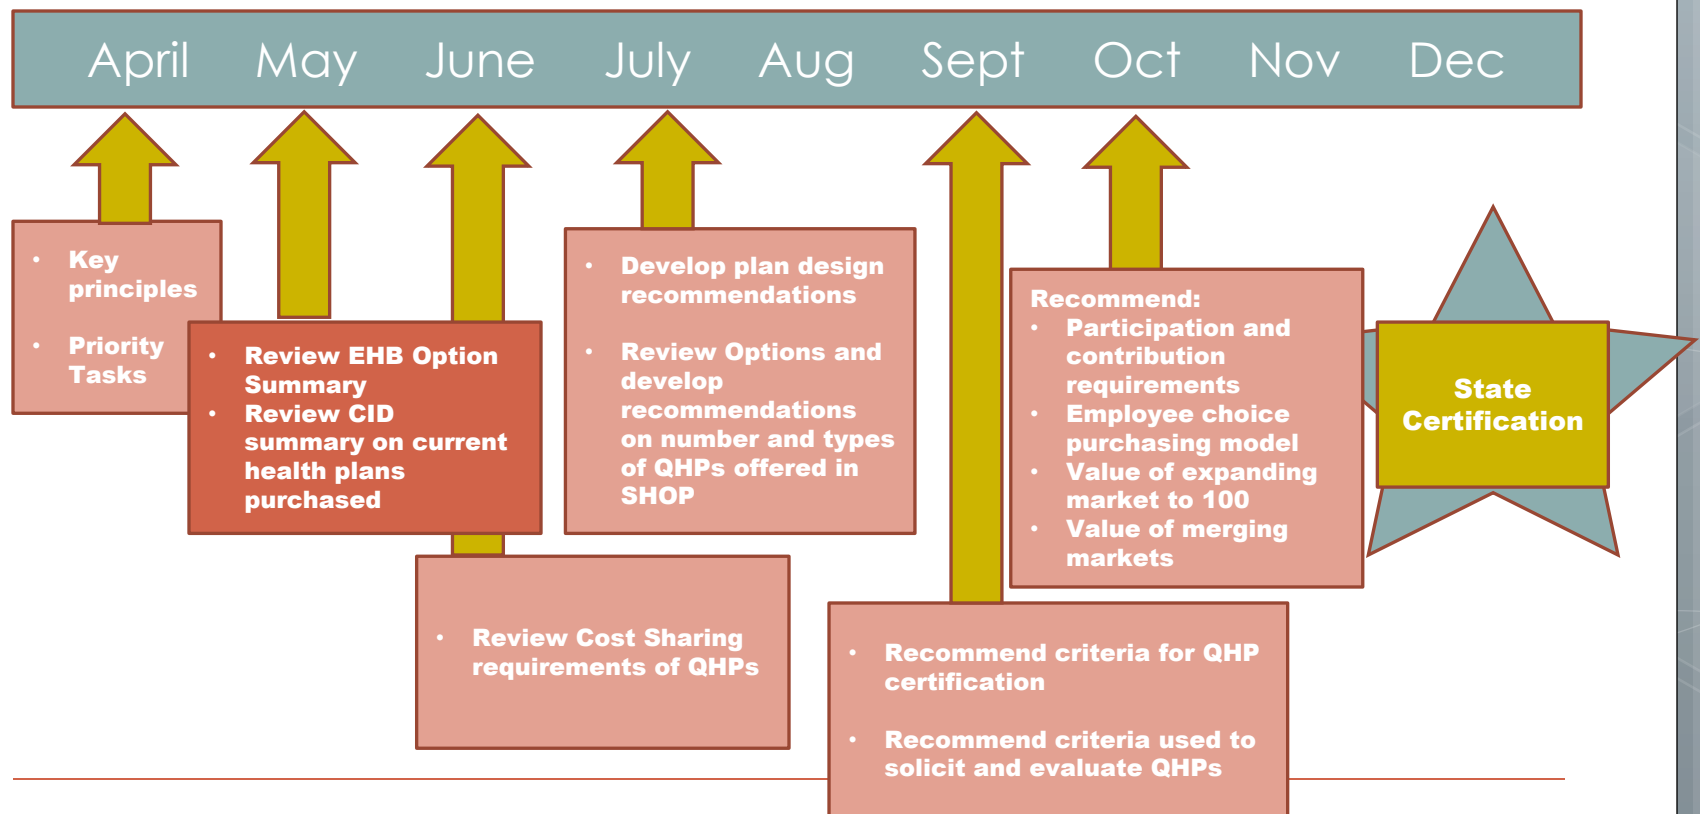 April May June July Aug Sept Oct Nov Dec
• Key
principles
• Priority
Tasks
• Review EHB Option
Summary
• Review CID
summary on current
health plans
purchased
• Review Cost Sharing
requirements of QHPs
• Develop plan design
recommendations
• Review Options and
develop
recommendations
on number and types
of QHPs offered in
SHOP
• Recommend criteria for QHP
certification
• Recommend criteria used to
solicit and evaluate QHPs
Recommend:
• Participation and
contribution
requirements
• Employee choice
purchasing model
• Value of expanding
market to 100
• Value of merging
markets
State
Certification